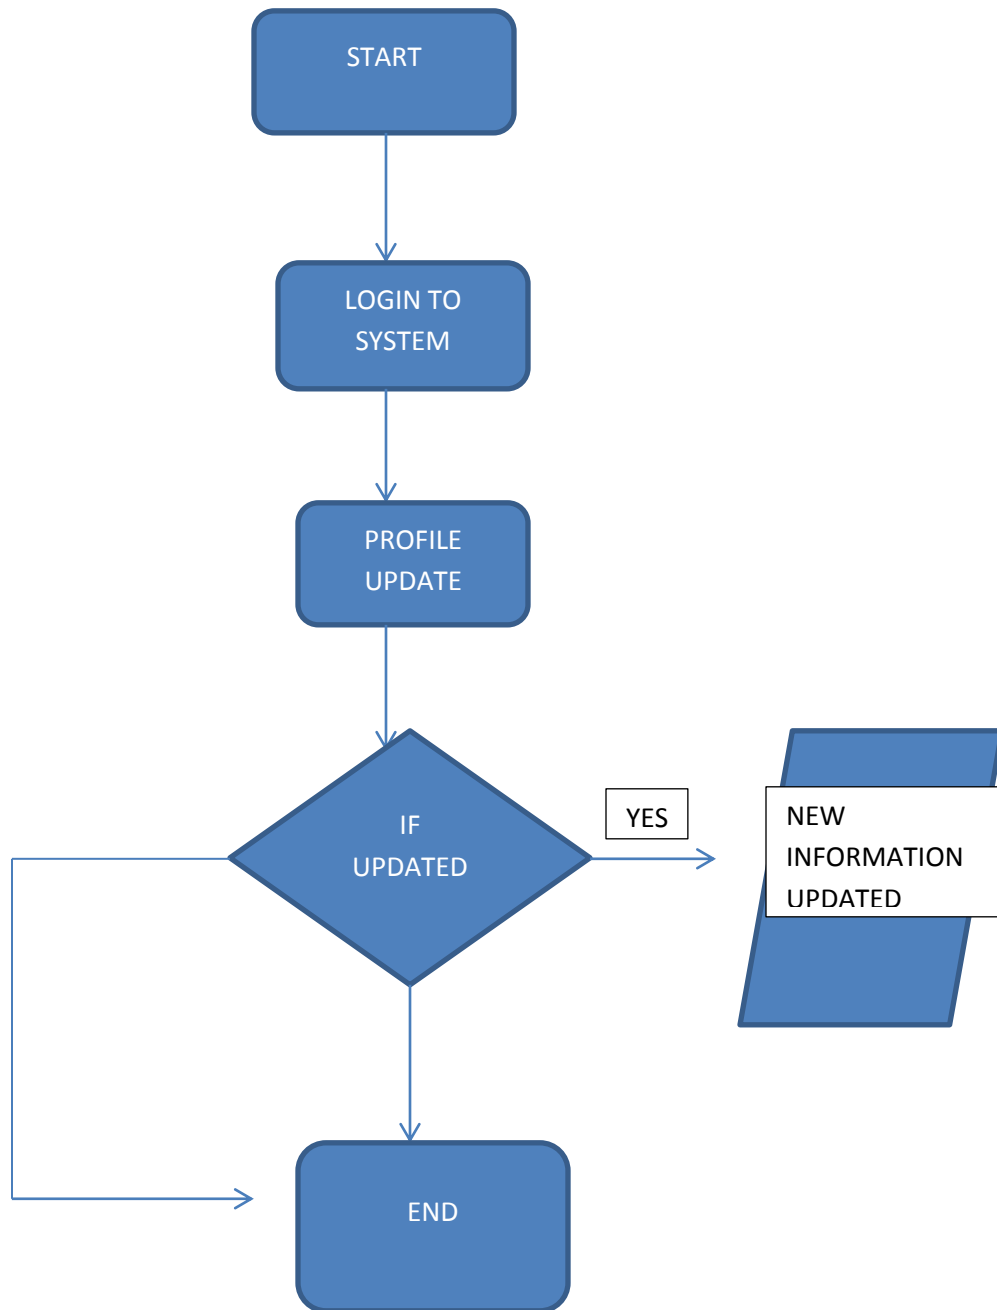 START
LOGIN TO
SYSTEM
PROFILE
UPDATE
IF
UPDATED
YES
NEW
INFORMATION
UPDATED
END